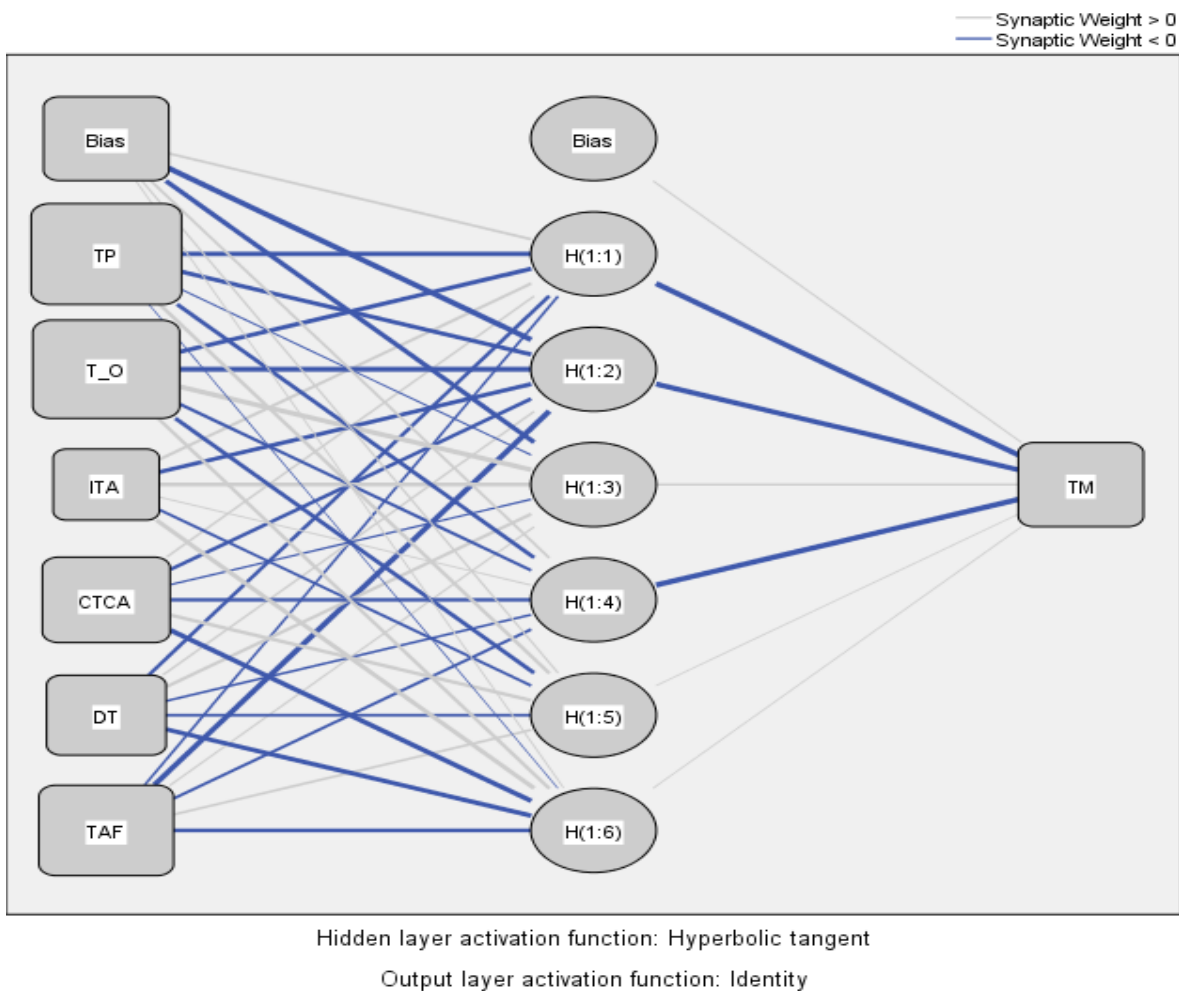 Synaptic Weight > 0
Synaptic Weight < 0
Bias
Bias
TP
H(1:1)
T_O
H(1:2)
ITA
H(1:3)
TM
CTCA
H(1:4)
DT
H(1:5)
TAF
H(1:6)
Hidden layer activation function: Hyperbolic tangent
Output layer activation function: Identity